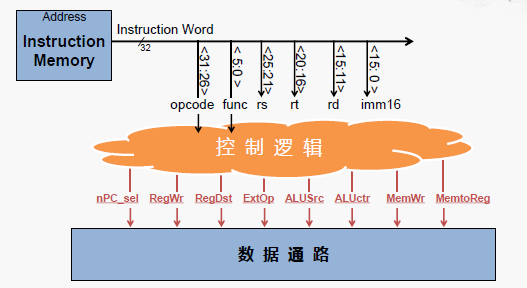 Address
Instruction Memory
Instruction Word
32
<31:26>
< 5:0 >
<25:21>
<20:16>
<15:11>
<15: 0 >
opcode func rs rt rd imm16
控制逻辑
nPC_sel RegWr RegDst ExtOp ALUSrc ALUctr MemWr MemtoReg
数据通路